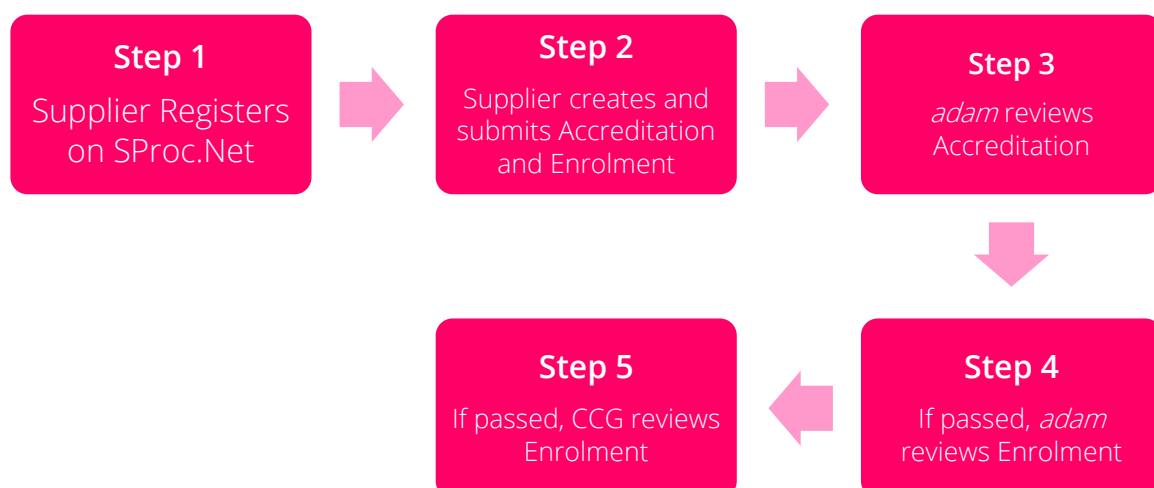 Step 1
Supplier Registers
on SProc.Net
Step 2
Supplier creates and
submits Accreditation
and Enrolment
Step 3
adam reviews
Accreditation
Step 4
If passed, adam
reviews Enrolment
Step 5
If passed, CCG reviews
Enrolment